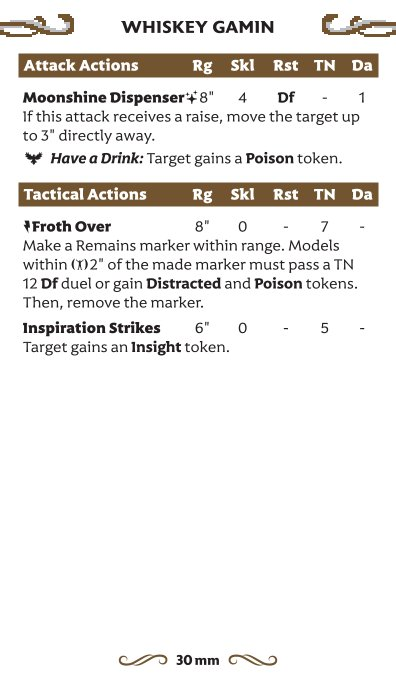 WHISKEY GAMIN
Attack Actions Rg Skl Rst TN Da
Moonshine Dispenser 8" 4 Df - 1
If this attack receives a raise, move the target up
to 3" directly away.
Have a Drink: Target gains a Poison token.
Tactical Actions Rg Skl Rst TN Da
Froth Over 8" 0 - 7 -
Make a Remains marker within range. Models
within 2" of the made marker must pass a TN
12 Df duel or gain Distracted and Poison tokens.
Then, remove the marker.
Inspiration Strikes 6" 0 - 5 -
Target gains an Insight token.
30 mm